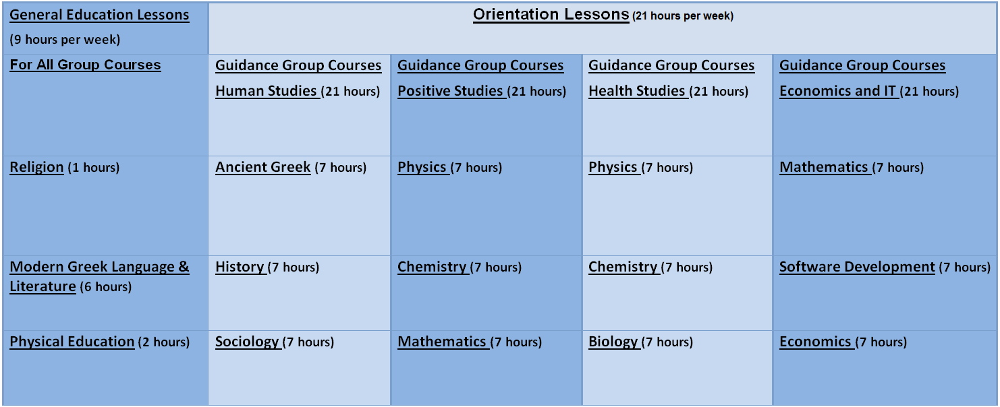 General Education Lessons
(9 hours per week)
Orientation Lessons (21 hours per week)
For All Group Courses
Guidance Group Courses
Human Studies (21 hours)
Guidance Group Courses
Positive Studies (21 hours)
Guidance Group Courses
Health Studies (21 hours)
Guidance Group Courses
Economics and IT (21 hours)
Religion (1 hours)
Ancient Greek (7 hours)
Physics (7 hours)
Physics (7 hours)
Mathematics (7 hours)
Modern Greek Language &
Literature (6 hours)
History (7 hours)
Chemistry (7 hours)
Chemistry (7 hours)
Software Development (7 hours)
Physical Education (2 hours)
Sociology (7 hours)
Mathematics (7 hours)
Biology (7 hours)
Economics (7 hours)